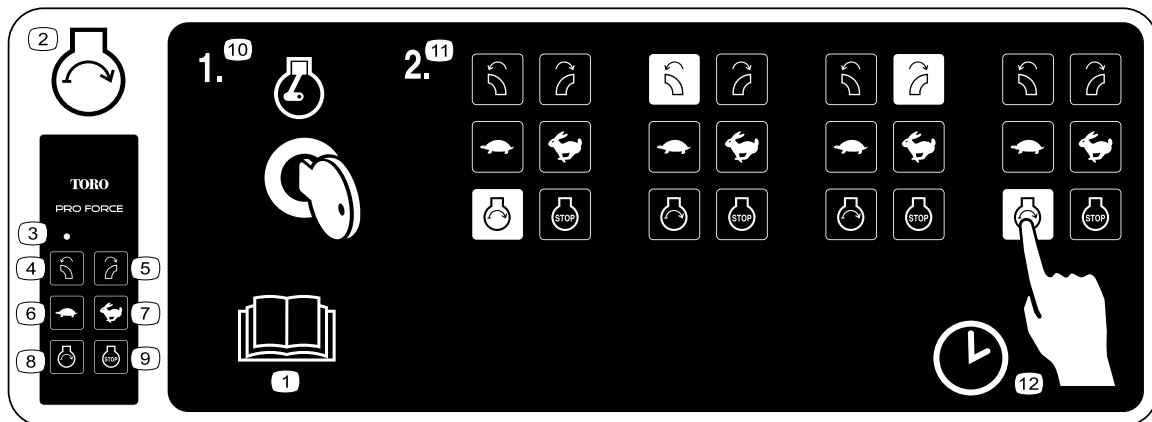 2
TORO
PRO FORCE
3
4 5
6 7
8 STOP 9
1. 10
2. 11
STOP STOP STOP STOP
1
12